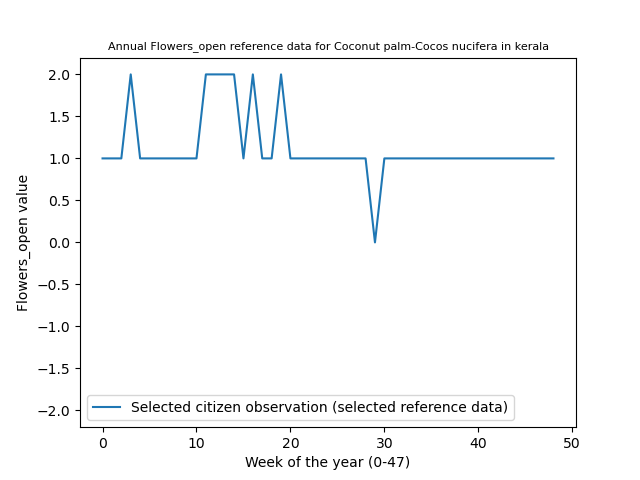 Annual Flowers_open reference data for Coconut palm-Cocos nucifera in kerala
2.0
1.5
1.0
0.5
0.0
−0.5
−1.0
−1.5
−2.0
Flowers_open value
Selected citizen observation (selected reference data)
0 10 20 30 40 50
Week of the year (0-47)